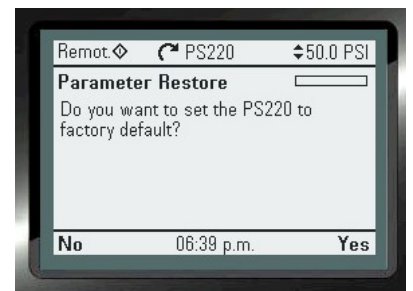 Remot. PS220 50.0 PSI
Parameter Restore
Do you want to set the PS220 to
factory default?
No 06:39 p.m. Yes